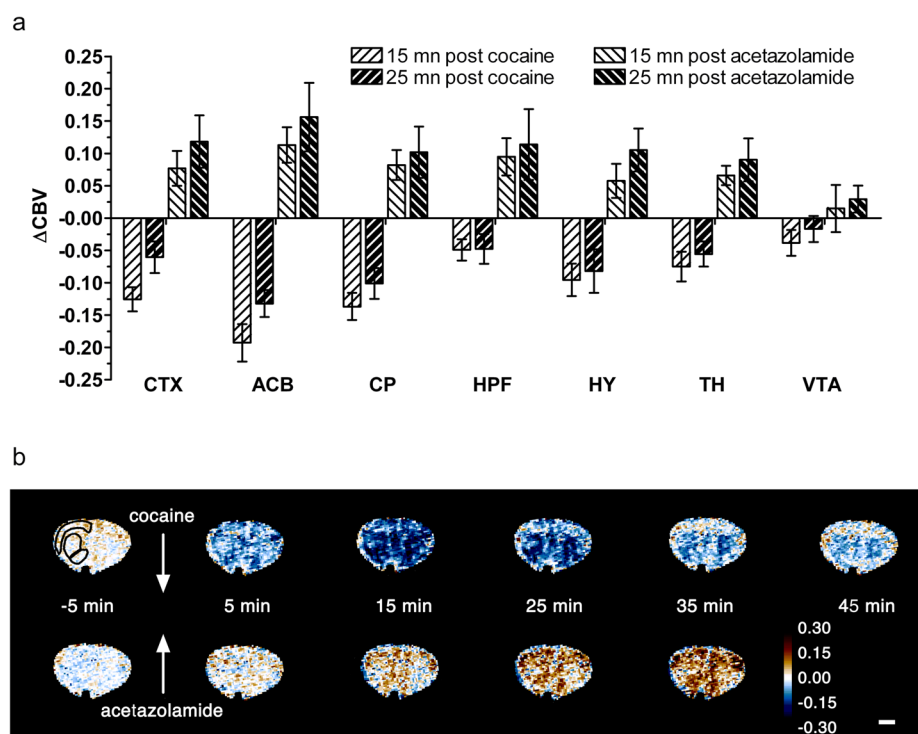 a
15 mn post cocaine
15 mn post acetazolamide
25 mn post cocaine
25 mn post acetazolamide
ΔCBV
0.25
0.20
0.15
0.10
0.05
-0.00
-0.05
-0.10
-0.15
-0.20
-0.25
CTX ACB CP HPF HY TH VTA
b
cocaine
-5 min 5 min 15 min 25 min 35 min 45 min
acetazolamide
0.30
0.15
0.00
-0.15
-0.30